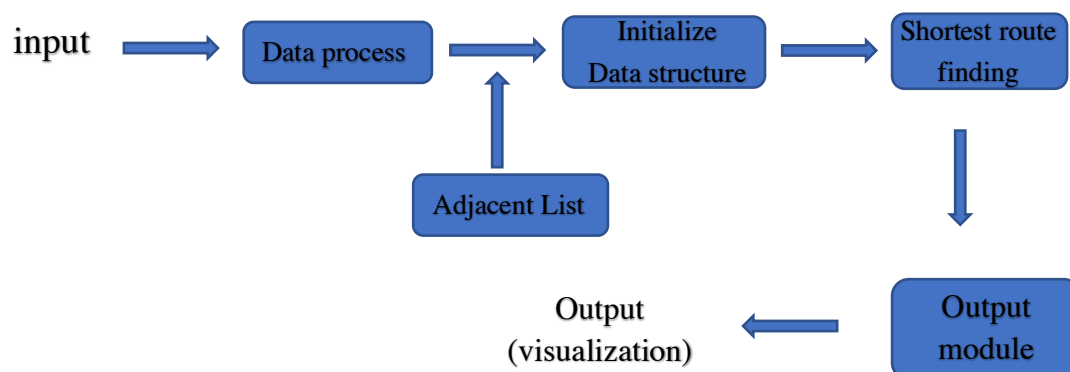 input
Data process
Initialize
Data structure
Shortest route
finding
Adjacent List
Output
module
Output
(visualization)